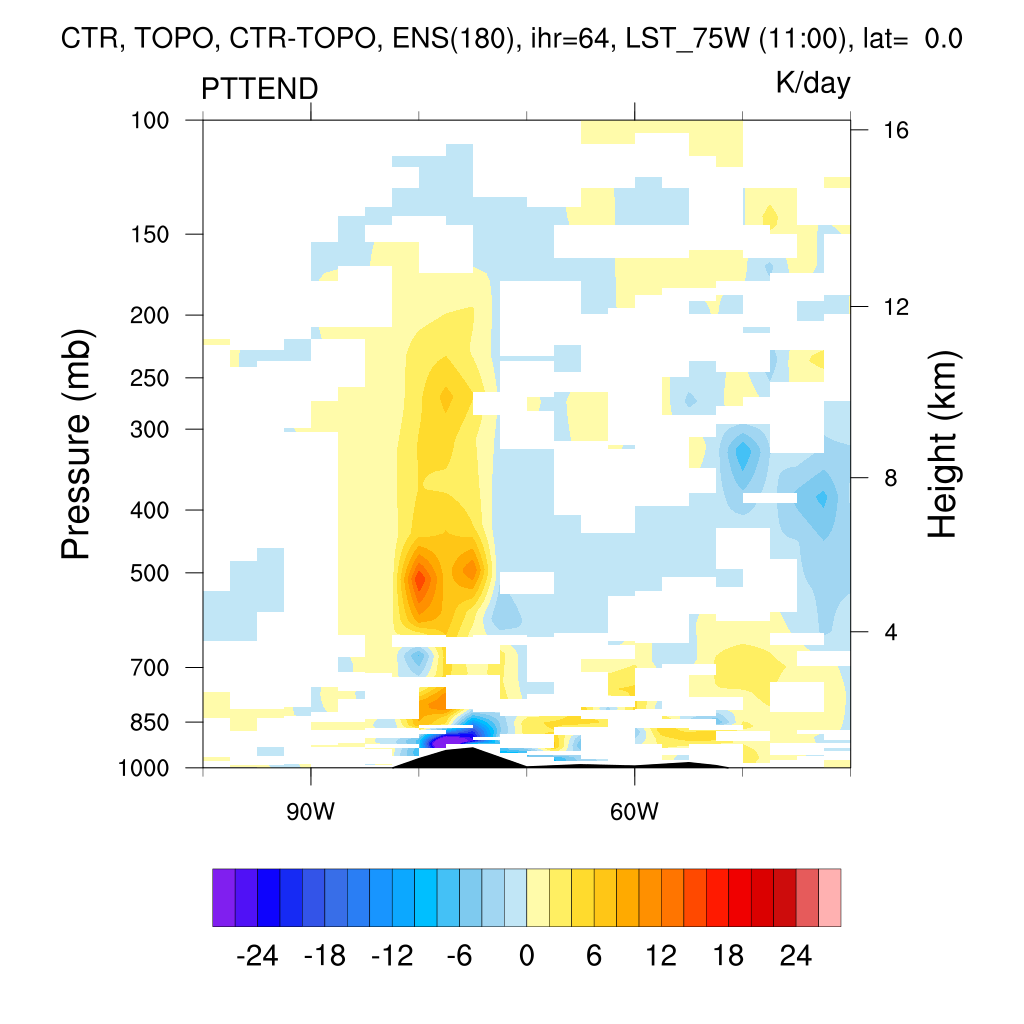 CTR, TOPO, CTR-TOPO, ENS(180), ihr=64, LST_75W (11:00), lat= 0.0
PTTEND K/day
100
150
200
250
300
400
500
700
850
1000
Pressure (mb)
16
12
8
4
Height (km)
90W 60W
-24 -18 -12 -6 0 6 12 18 24